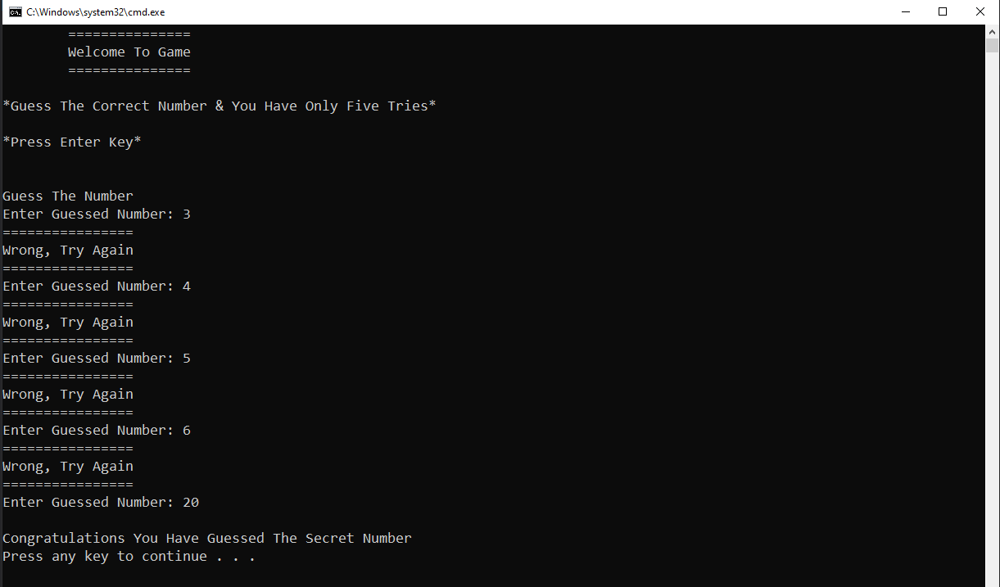 C:\Windows\system32\cmd.exe
===============
Welcome To Game
===============
*Guess The Correct Number & You Have Only Five Tries*
*Press Enter Key*
Guess The Number
Enter Guessed Number: 3
================
Wrong, Try Again
================
Enter Guessed Number: 4
================
Wrong, Try Again
================
Enter Guessed Number: 5
================
Wrong, Try Again
================
Enter Guessed Number: 6
================
Wrong, Try Again
================
Enter Guessed Number: 20
Congratulations You Have Guessed The Secret Number
Press any key to continue . . .